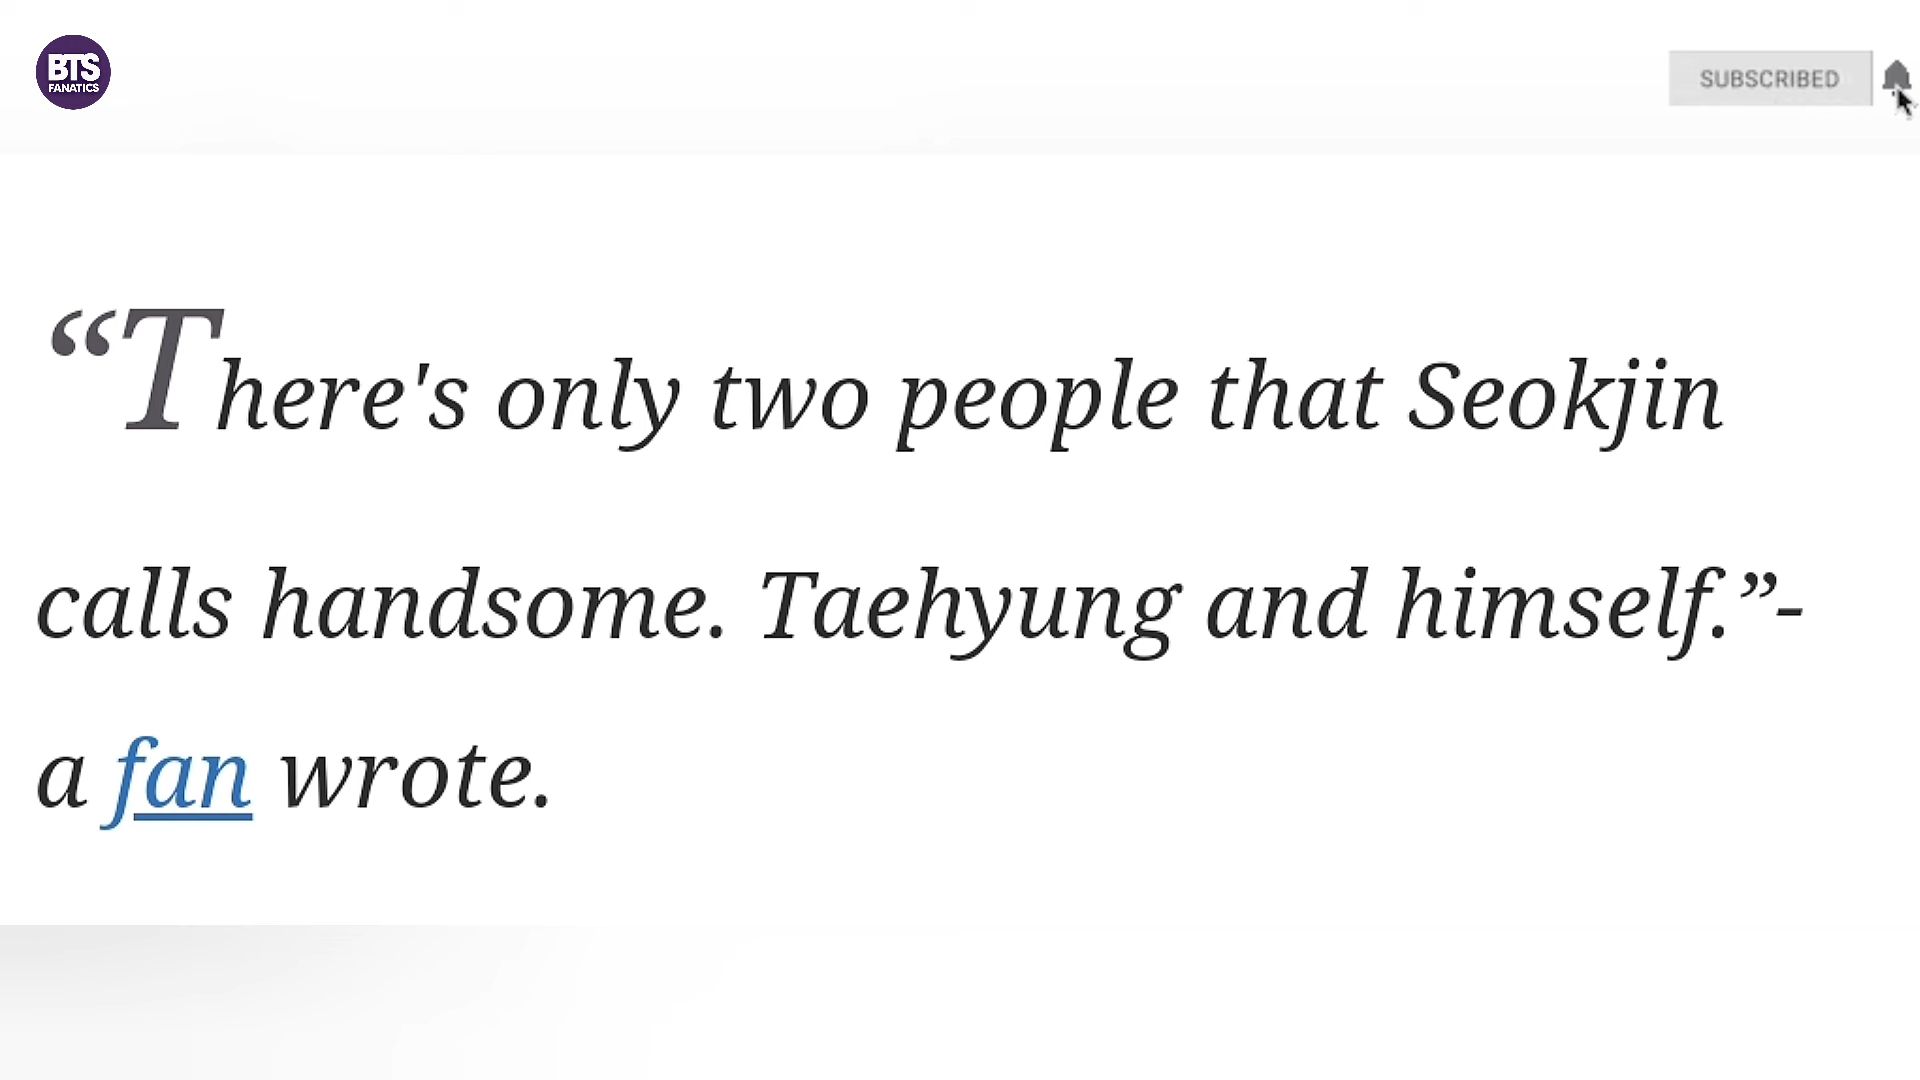 BTS
FANATICS
SUBSCRIBED
“There's only two people that Seokjin
calls handsome. Taehyung and himself.”-
a fan wrote.